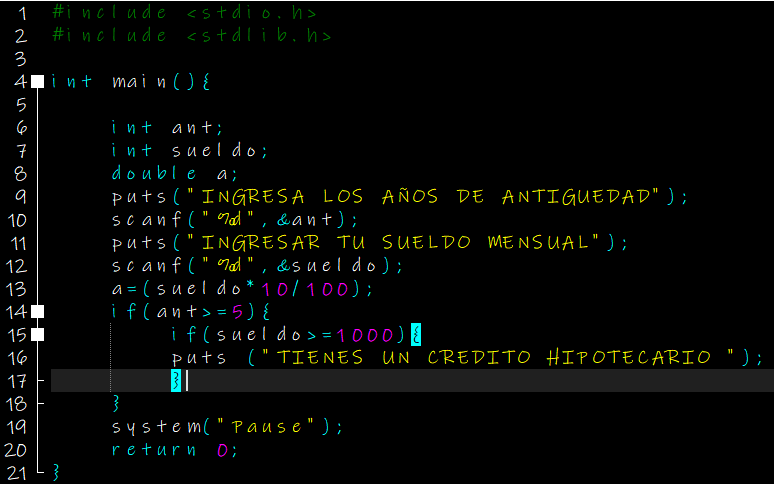 1 #include <stdio.h>
2 #include <stdlib.h>
3
4 int main(){
5
6 int ant;
7 int sueldo;
8 double a;
9 puts("INGRESA LOS AÑOS DE ANTIGUEDAD");
10 scanf("%d",&ant);
11 puts("INGRESAR TU SUELDO MENSUAL");
12 scanf("%d",&sueldo);
13 a=(sueldo*10/100);
14 if(ant>=5){
15 if(sueldo>=1000){
16 puts ("TIENES UN CREDITO HIPOTECARIO ");
17 }
18 }
19 system("Pause");
20 return 0;
21 }